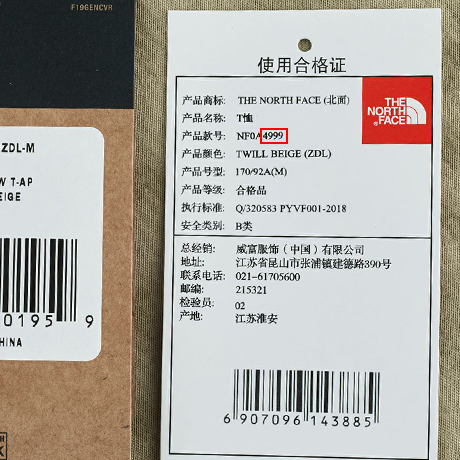 F19GENCVR
ZDL-M
W T-AP
EIGE
0195 9
CHINA
使用合格证
产品商标: THE NORTH FACE (北面)
产品名称: T恤
产品款号: NF0A4999
产品颜色: TWILL BEIGE (ZDL)
产品号型: 170/92A(M)
产品等级: 合格品
执行标准: Q/320583 PYVF001-2018
安全类别: B类
THE
NORTH
FACE
总经销: 威富服饰（中国）有限公司
地址: 江苏省昆山市张浦镇建德路390号
联系电话: 021-61705600
邮编: 215321
检验员: 02
产地: 江苏淮安
6 907096 143885